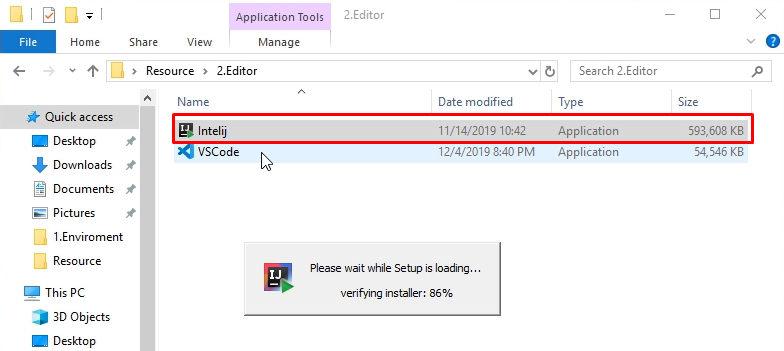 Application Tools
2.Editor
File
Home
Share
View
Manage
Resource
2.Editor
Search 2.Editor
Name
Date modified
Type
Size
Quick access
Desktop
Downloads
Documents
Pictures
1.Enviroment
Resource
This PC
3D Objects
Desktop
Intelij
11/14/2019 10:42
Application
593,608 KB
VSCode
12/4/2019 8:40 PM
Application
54,546 KB
IJ
Please wait while Setup is loading...
verifying installer: 86%